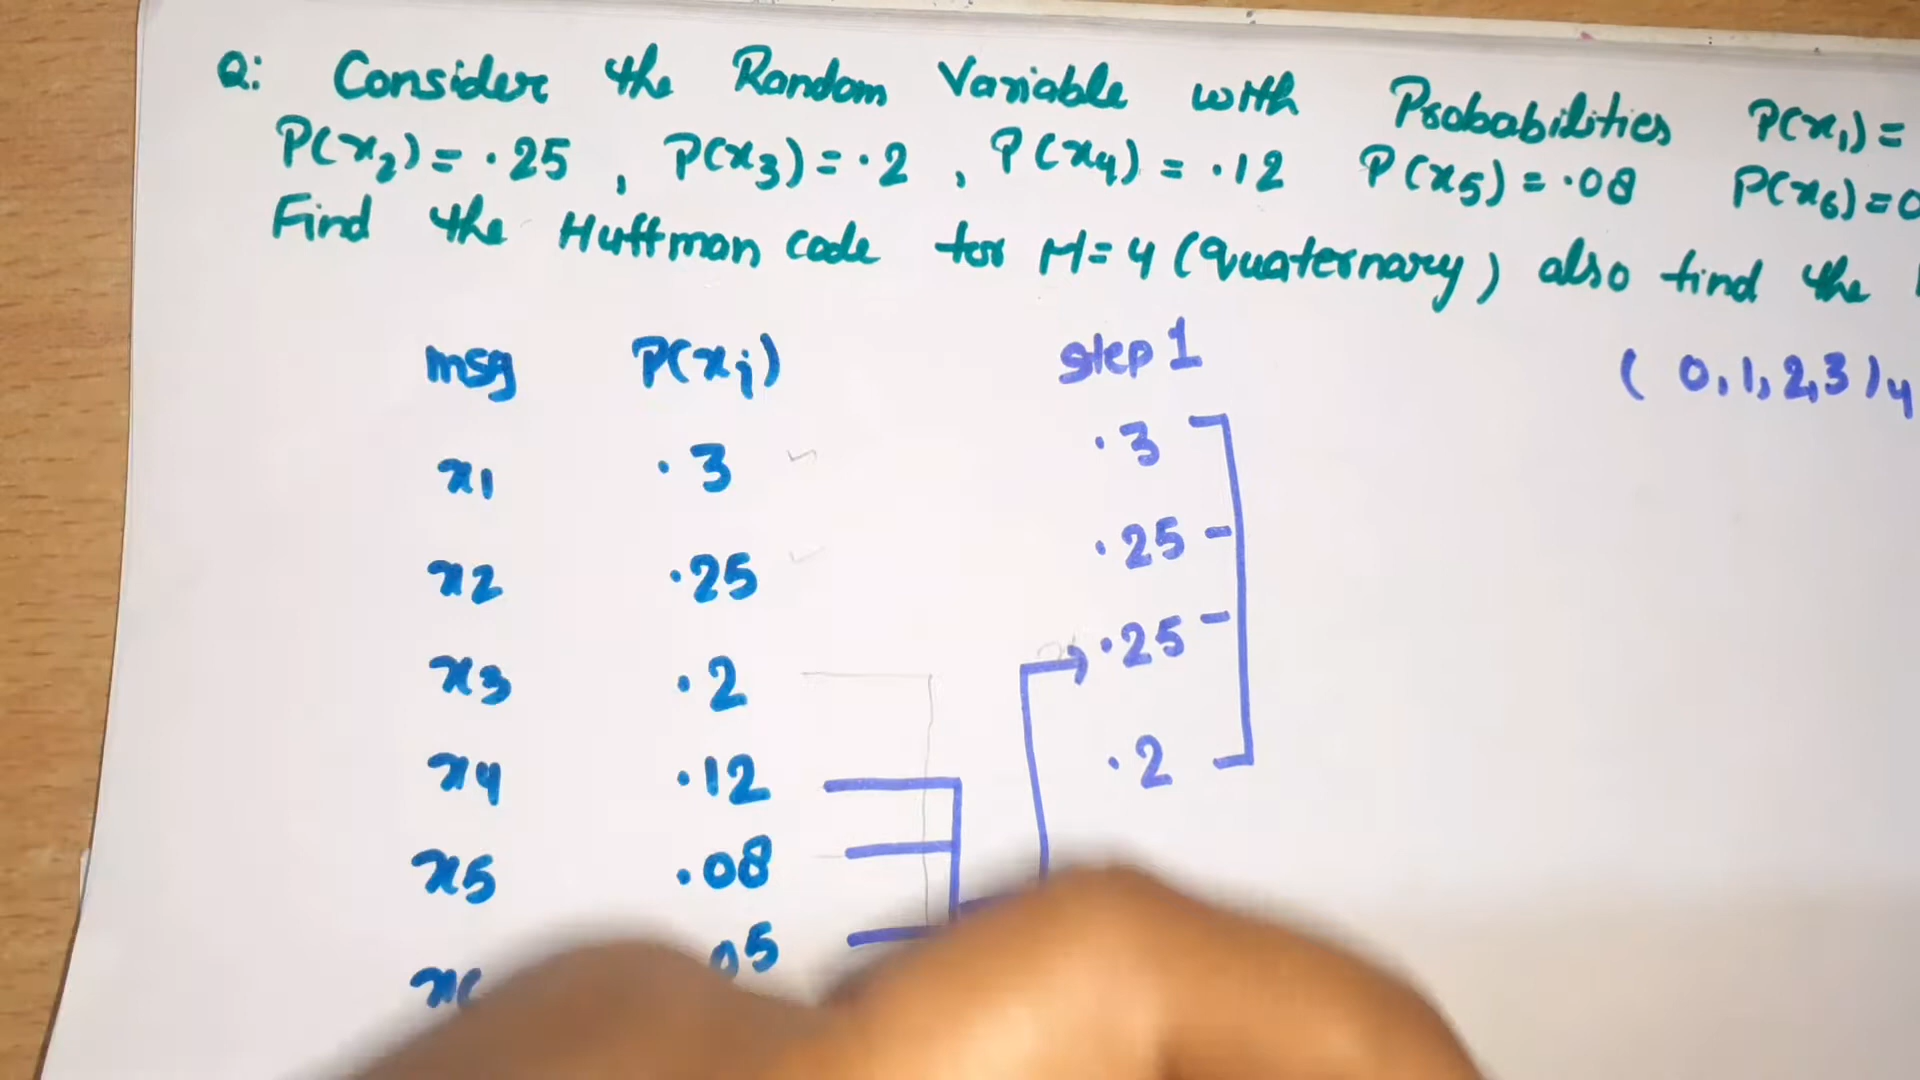 Q: Consider the Random Variable with Probabilities P(x1) =
P(x2) = .25 , P(x3) = .2 , P(x4) = .12 P(x5) = .08 P(x6) = 0
Find the Huffman code for M = 4 (quaternary) also find the
msg P(xi) step 1
( 0, 1, 2, 3 )4
x1 .3 .3
x2 .25 .25
x3 .2 .25
x4 .12 .2
x5 .08
05